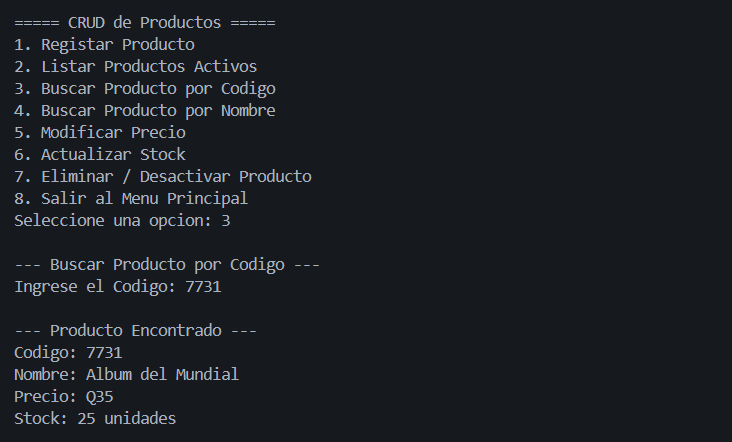 ===== CRUD de Productos =====
1. Registar Producto
2. Listar Productos Activos
3. Buscar Producto por Codigo
4. Buscar Producto por Nombre
5. Modificar Precio
6. Actualizar Stock
7. Eliminar / Desactivar Producto
8. Salir al Menu Principal
Seleccione una opcion: 3
--- Buscar Producto por Codigo ---
Ingrese el Codigo: 7731
--- Producto Encontrado ---
Codigo: 7731
Nombre: Album del Mundial
Precio: Q35
Stock: 25 unidades